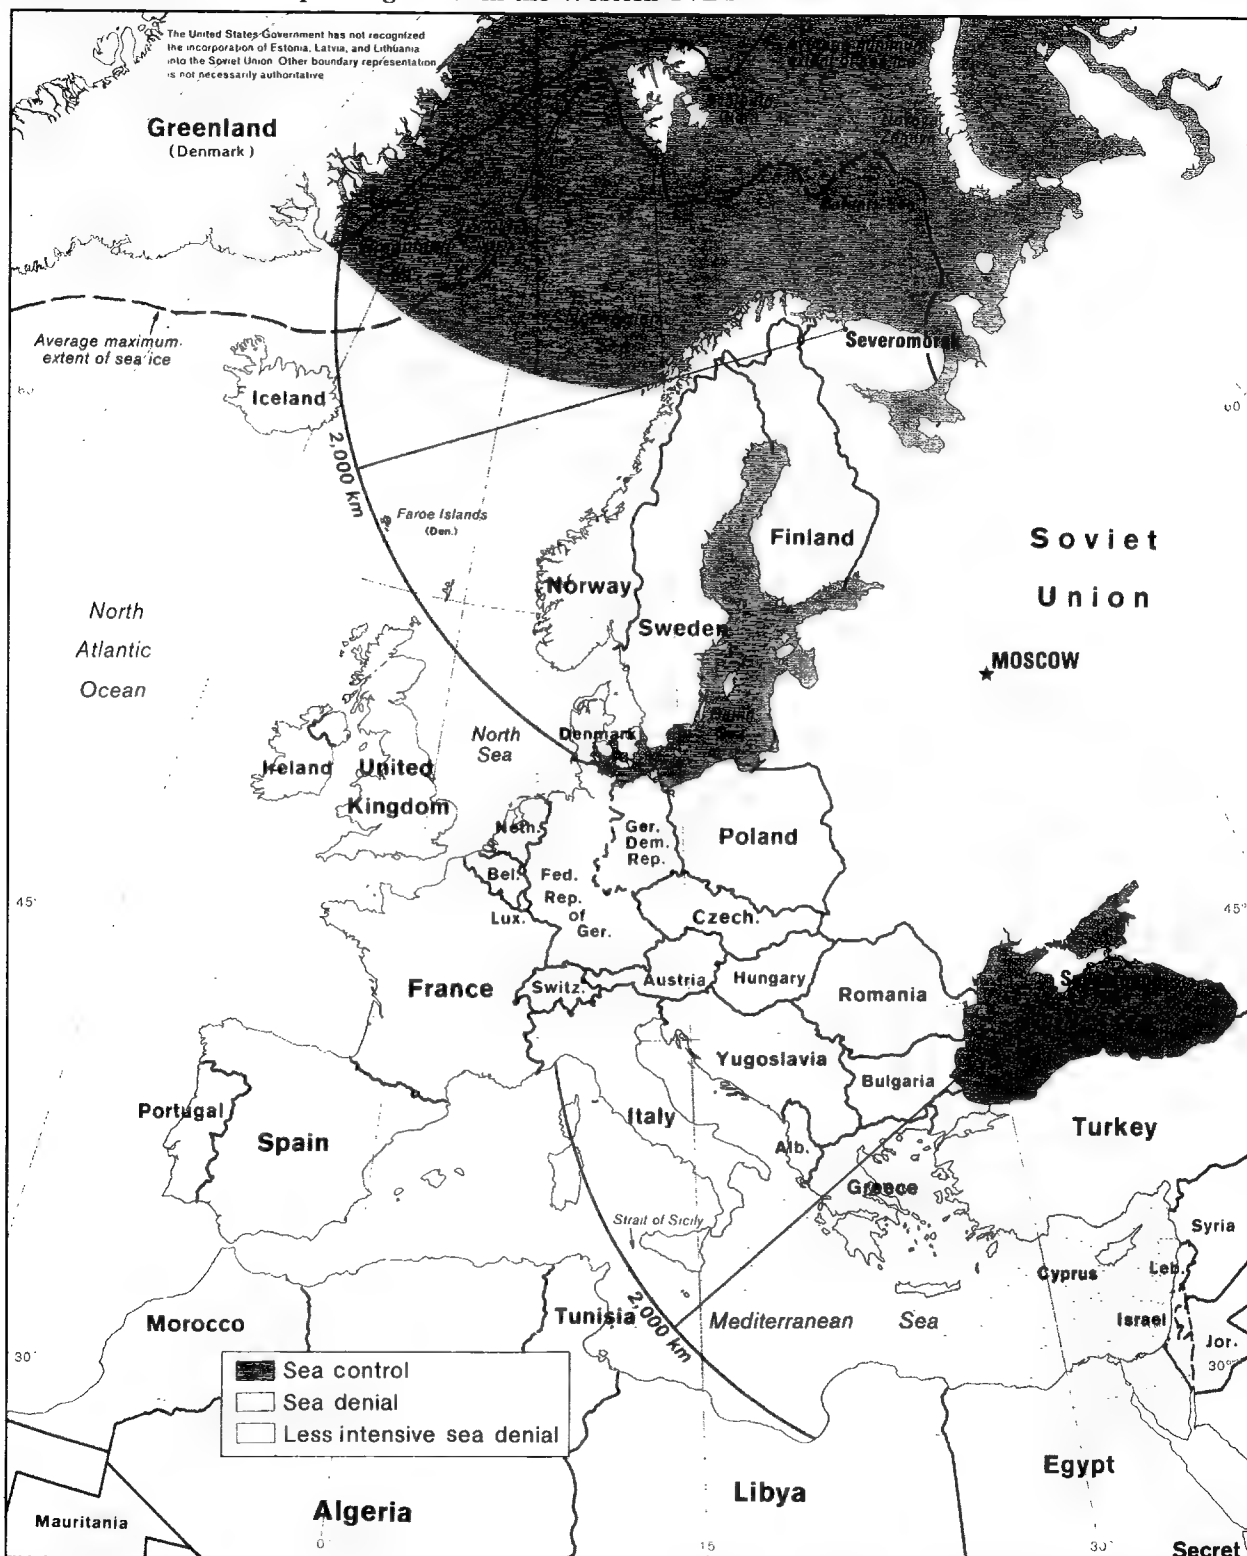 The United States Government has not recognized
the incorporation of Estonia, Latvia, and Lithuania
into the Soviet Union. Other boundary representation
is not necessarily authoritative
Greenland
(Denmark)
Average maximum
extent of sea ice
Iceland
Severomorsk
60°
60°
2,000 km
Faroe Islands
(Den.)
Finland
Norway
Sweden
Soviet
Union
MOSCOW
North
Atlantic
Ocean
North
Sea
Denmark
Ireland
United
Kingdom
Neth.
Ger.
Dem.
Rep.
Poland
Bel.
Fed.
Rep.
of
Ger.
Lux.
Czech.
45°
45°
France
Switz.
Austria
Hungary
Romania
Yugoslavia
Bulgaria
Portugal
Spain
Italy
Alb.
Greece
Turkey
Strait of Sicily
Syria
Cyprus
Leb.
Israel
Jor.
Morocco
Tunisia
2,000 km
Mediterranean Sea
30°
30°
Sea control
Sea denial
Less intensive sea denial
Algeria
Libya
Egypt
Mauritania
0°
15
30°
Secret